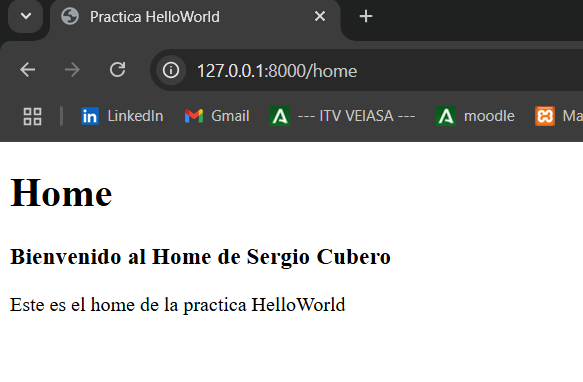 Practica HelloWorld
127.0.0.1:8000/home
LinkedIn Gmail --- ITV VEIASA --- moodle Ma
Home
Bienvenido al Home de Sergio Cubero
Este es el home de la practica HelloWorld